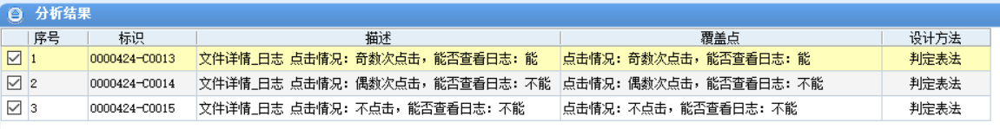 分析结果
序号 标识 描述 覆盖点 设计方法
1 0000424-C0013 文件详情_日志 点击情况：奇数次点击，能否查看日志：能 点击情况：奇数次点击，能否查看日志：能 判定表法
2 0000424-C0014 文件详情_日志 点击情况：偶数次点击，能否查看日志：不能 点击情况：偶数次点击，能否查看日志：不能 判定表法
3 0000424-C0015 文件详情_日志 点击情况：不点击，能否查看日志：不能 点击情况：不点击，能否查看日志：不能 判定表法